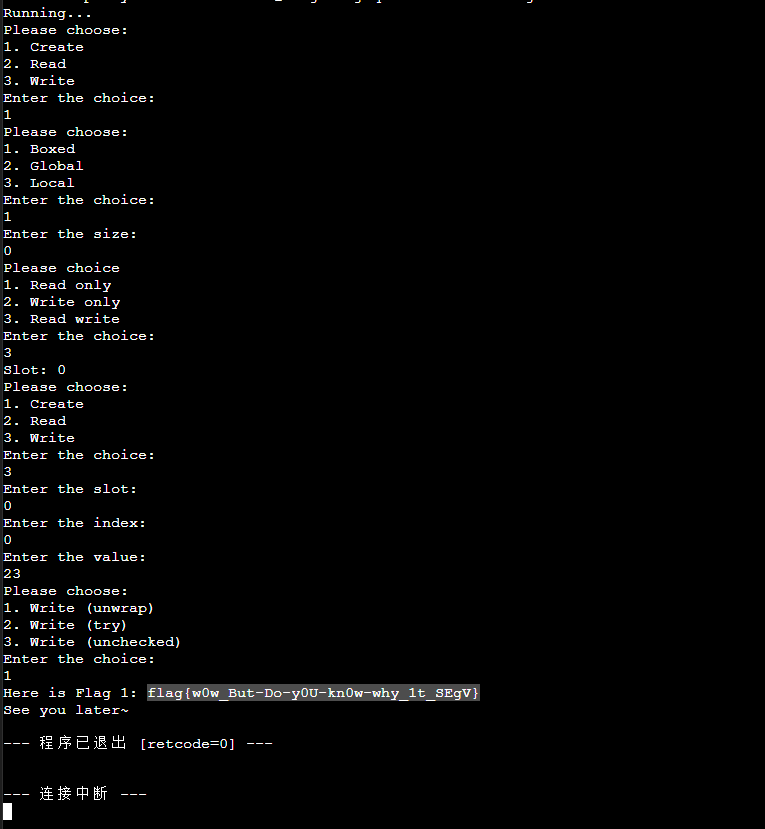 Running...
Please choose:
1. Create
2. Read
3. Write
Enter the choice:
1
Please choose:
1. Boxed
2. Global
3. Local
Enter the choice:
1
Enter the size:
0
Please choice
1. Read only
2. Write only
3. Read write
Enter the choice:
3
Slot: 0
Please choose:
1. Create
2. Read
3. Write
Enter the choice:
3
Enter the slot:
0
Enter the index:
0
Enter the value:
23
Please choose:
1. Write (unwrap)
2. Write (try)
3. Write (unchecked)
Enter the choice:
1
Here is Flag 1: flag{w0w_But-Do-y0U-kn0w-why_1t_SEgV}
See you later~
--- 程序已退出 [retcode=0] ---
--- 连接中断 ---